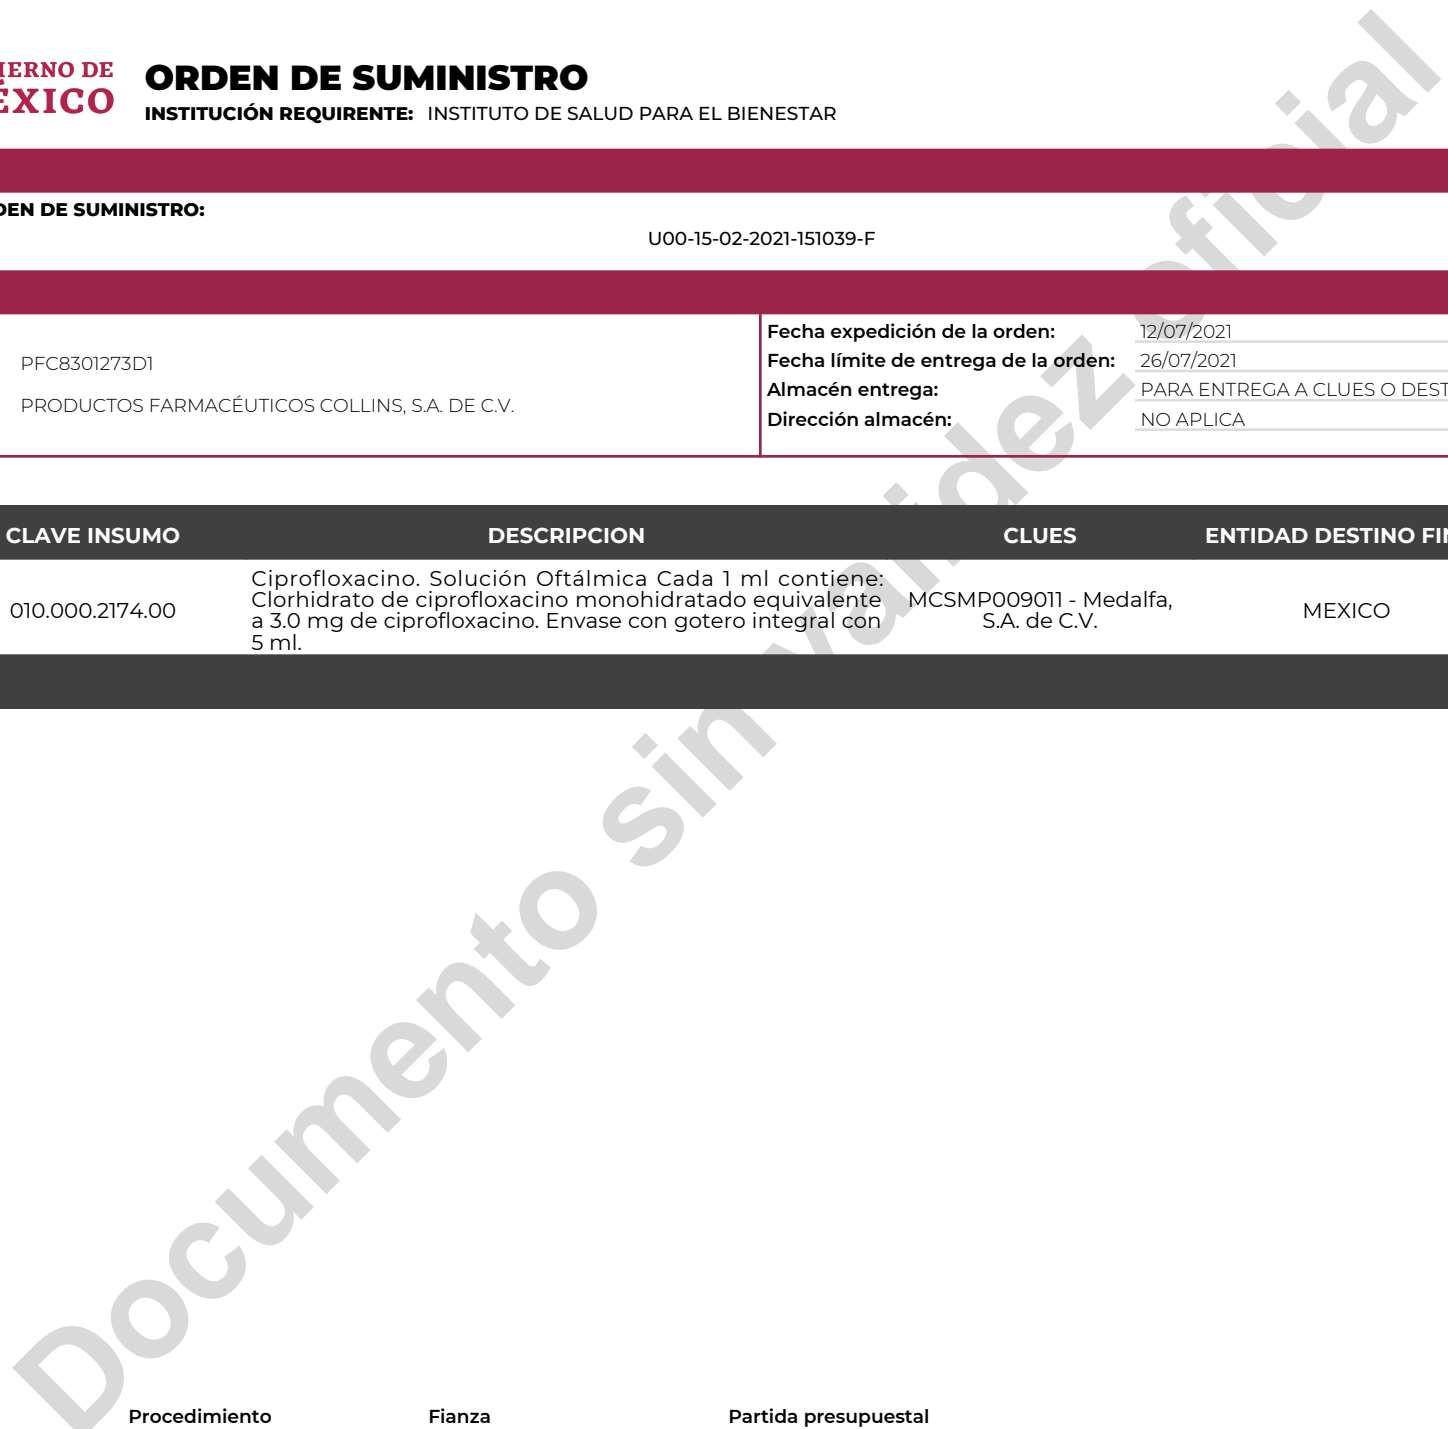 IERNO DE
ÉXICO
ORDEN DE SUMINISTRO
INSTITUCIÓN REQUIRENTE: INSTITUTO DE SALUD PARA EL BIENESTAR
DEN DE SUMINISTRO:
U00-15-02-2021-151039-F
PFC8301273D1
PRODUCTOS FARMACÉUTICOS COLLINS, S.A. DE C.V.
Fecha expedición de la orden: 12/07/2021
Fecha límite de entrega de la orden: 26/07/2021
Almacén entrega: PARA ENTREGA A CLUES O DEST
Dirección almacén: NO APLICA
CLAVE INSUMO DESCRIPCION CLUES ENTIDAD DESTINO FIN
010.000.2174.00
Ciprofloxacino. Solución Oftálmica Cada 1 ml contiene:
Clorhidrato de ciprofloxacino monohidratado equivalente
a 3.0 mg de ciprofloxacino. Envase con gotero integral con
5 ml.
MCSMP009011 - Medalfa,
S.A. de C.V.
MEXICO
Documento sin validez oficial
Procedimiento Fianza Partida presupuestal